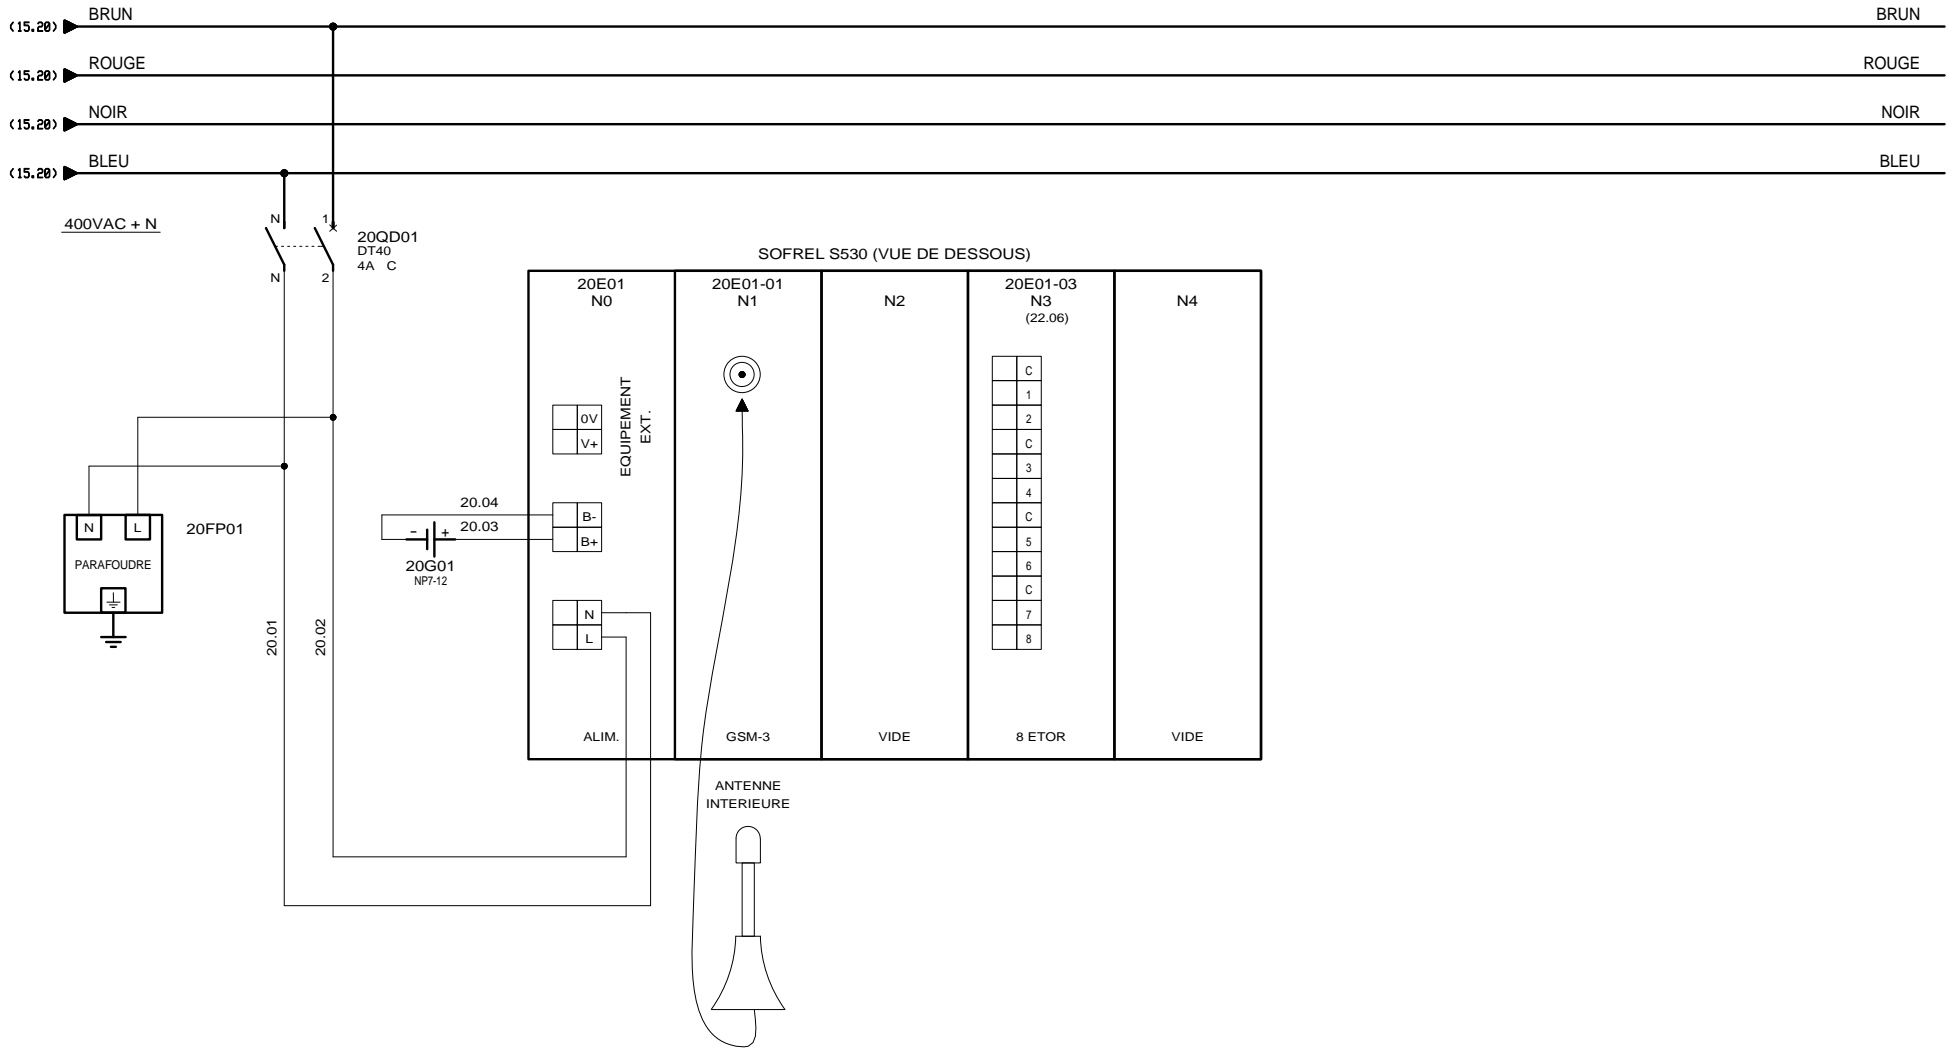 (15.20) BRUN BRUN
(15.20) ROUGE ROUGE
(15.20) NOIR NOIR
(15.20) BLEU BLEU
400VAC + N
N 1
20QD01
DT40
4A C
N 2
SOFREL S530 (VUE DE DESSOUS)
20E01
N0
20E01-01
N1
N2
20E01-03
N3
(22.06)
N4
EQUIPEMENT
EXT.
0V
V+
C
1
2
C
3
4
C
5
6
C
7
8
20.04
20.03
B-
B+
- +
20G01
NP7-12
N L
20FP01
PARAFOUDRE
20.01
20.02
N
L
ALIM.
GSM-3
VIDE
8 ETOR
VIDE
ANTENNE
INTERIEURE